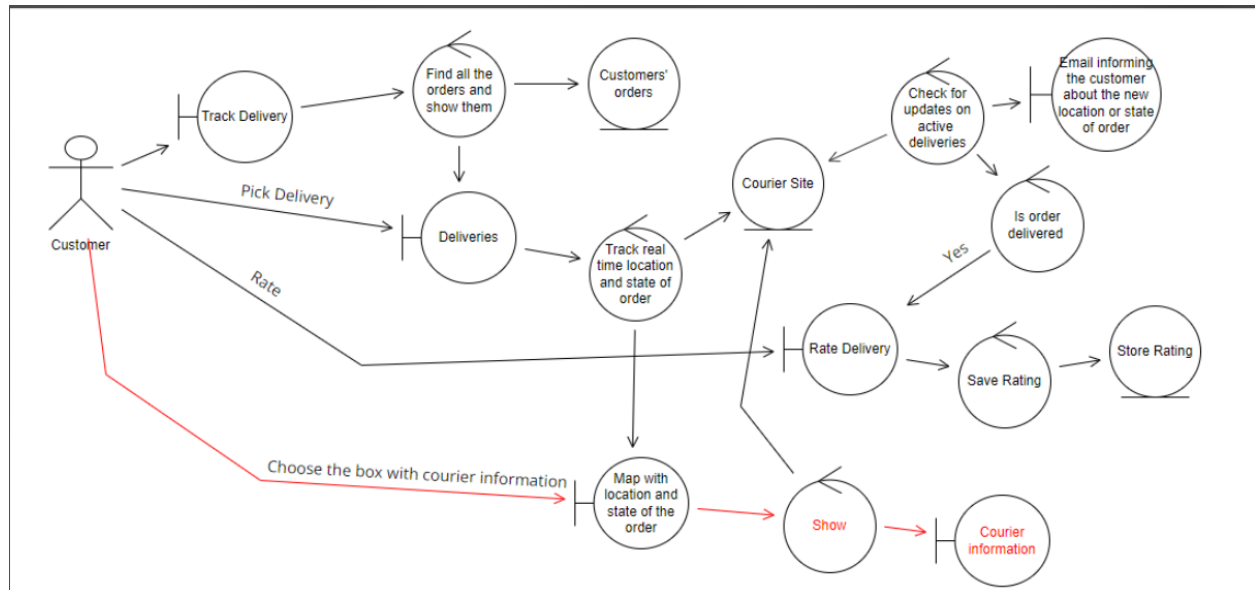 Track Delivery
Find all the
orders and
show them
Customers'
orders
Check for
updates on
active
deliveries
Email informing
the customer
about the new
location or state
of order
Customer
Pick Delivery
Deliveries
Track real
time location
and state of
order
Courier Site
Is order
delivered
Yes
Rate
Rate Delivery
Save Rating
Store Rating
Choose the box with courier information
Map with
location and
state of the
order
Show
Courier
information